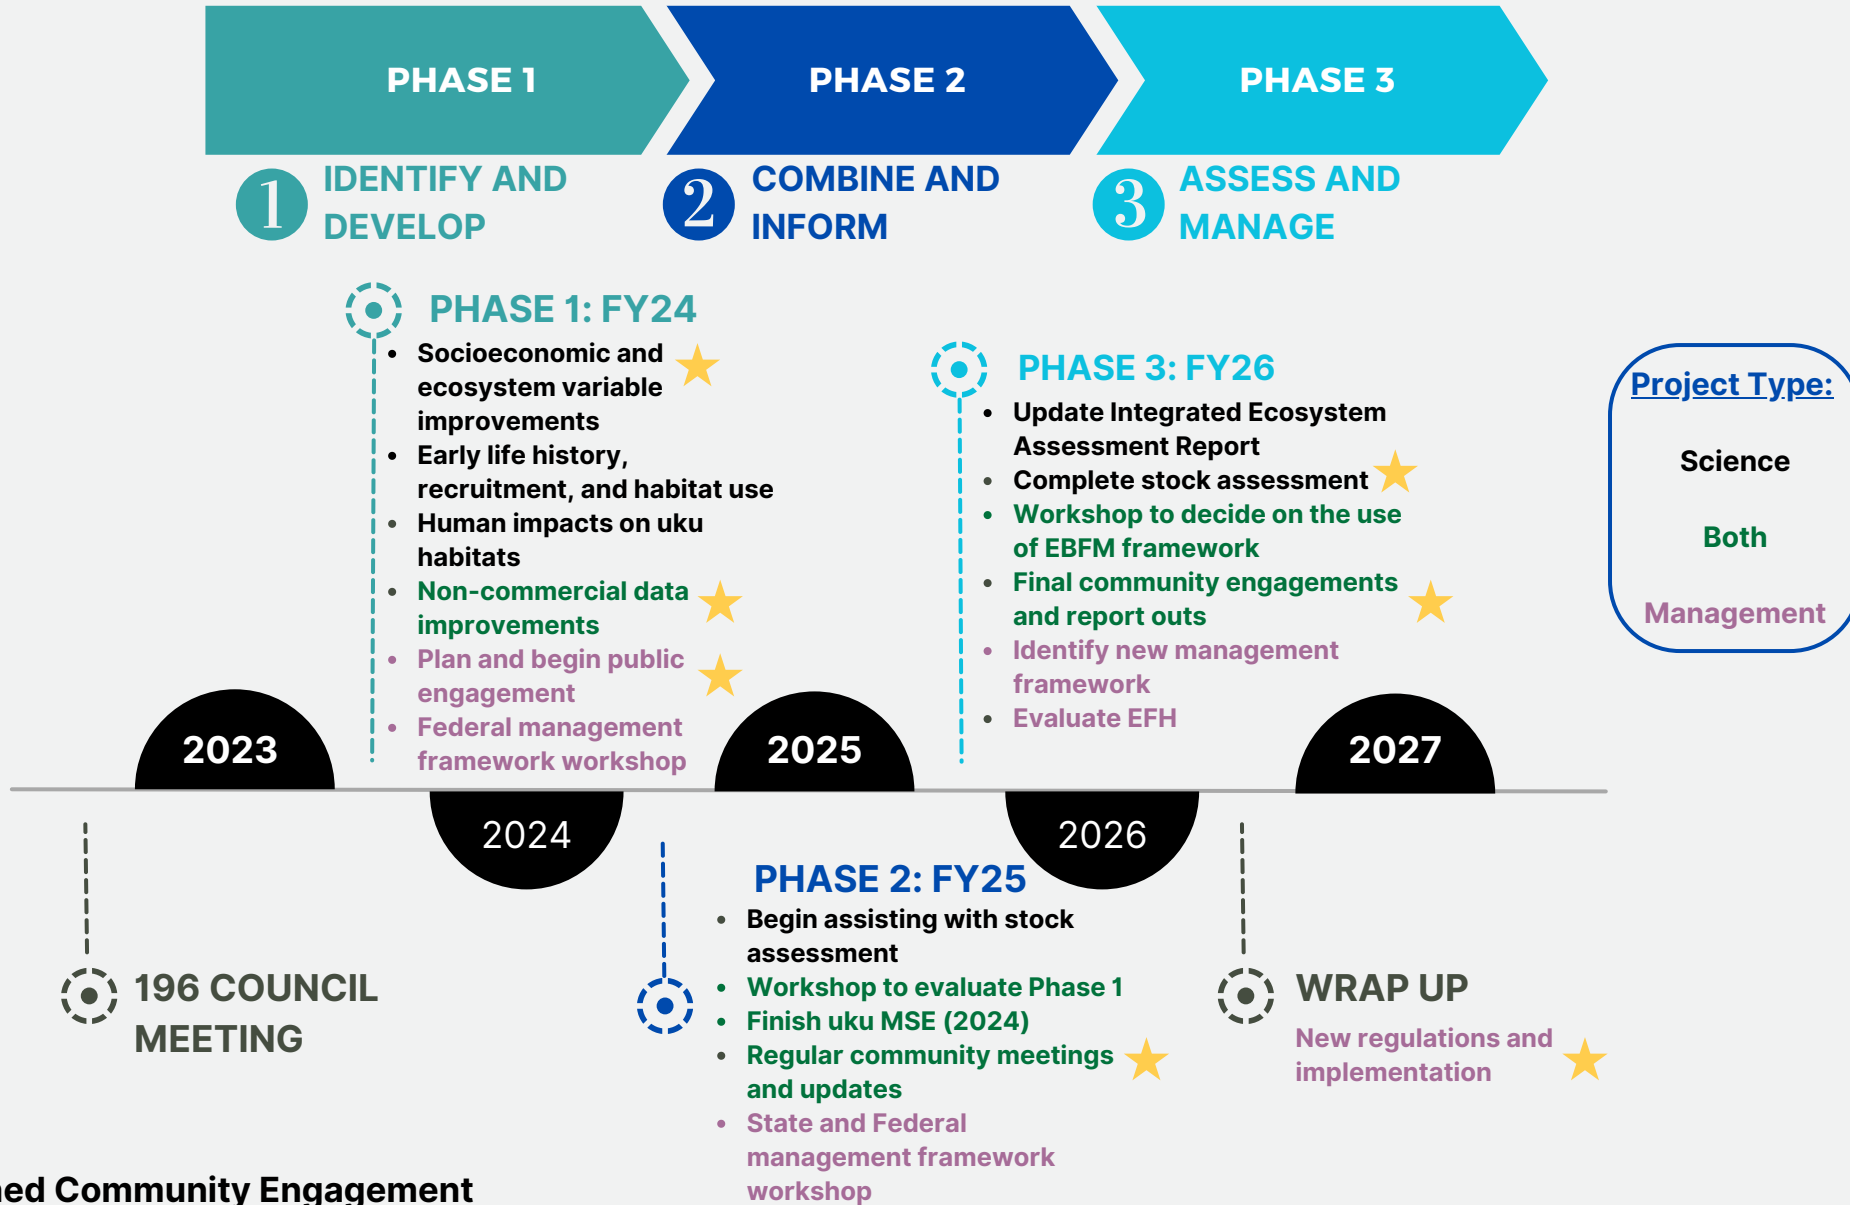 PHASE 1
PHASE 2
PHASE 3
1
IDENTIFY AND
DEVELOP
2
COMBINE AND
INFORM
3
ASSESS AND
MANAGE
PHASE 1: FY24
• Socioeconomic and
ecosystem variable
improvements
• Early life history,
recruitment, and habitat use
• Human impacts on uku
habitats
• Non-commercial data
improvements
• Plan and begin public
engagement
• Federal management
framework workshop
PHASE 3: FY26
• Update Integrated Ecosystem
Assessment Report
• Complete stock assessment
• Workshop to decide on the use
of EBFM framework
• Final community engagements
and report outs
• Identify new management
framework
• Evaluate EFH
Project Type:
Science
Both
Management
2023
2024
2025
2026
2027
196 COUNCIL
MEETING
PHASE 2: FY25
• Begin assisting with stock
assessment
• Workshop to evaluate Phase 1
• Finish uku MSE (2024)
• Regular community meetings
and updates
• State and Federal
management framework
workshop
WRAP UP
New regulations and
implementation
Community Engagement